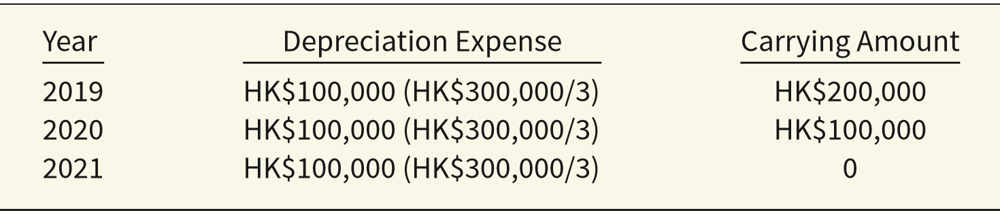 Year Depreciation Expense Carrying Amount
2019 HK$100,000 (HK$300,000/3) HK$200,000
2020 HK$100,000 (HK$300,000/3) HK$100,000
2021 HK$100,000 (HK$300,000/3) 0